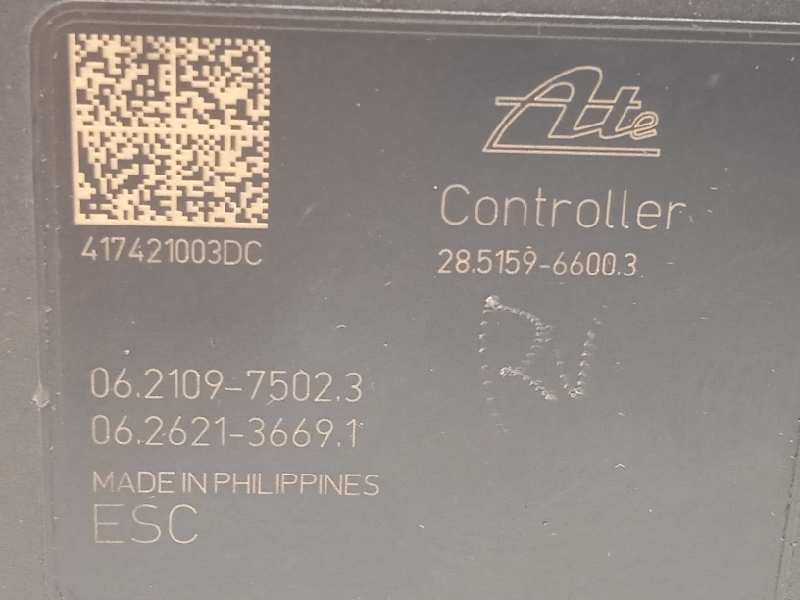 Ate
Controller
417421003DC
28.5159-6600.3
RV
06.2109-7502.3
06.2621-3669.1
MADE IN PHILIPPINES
ESC